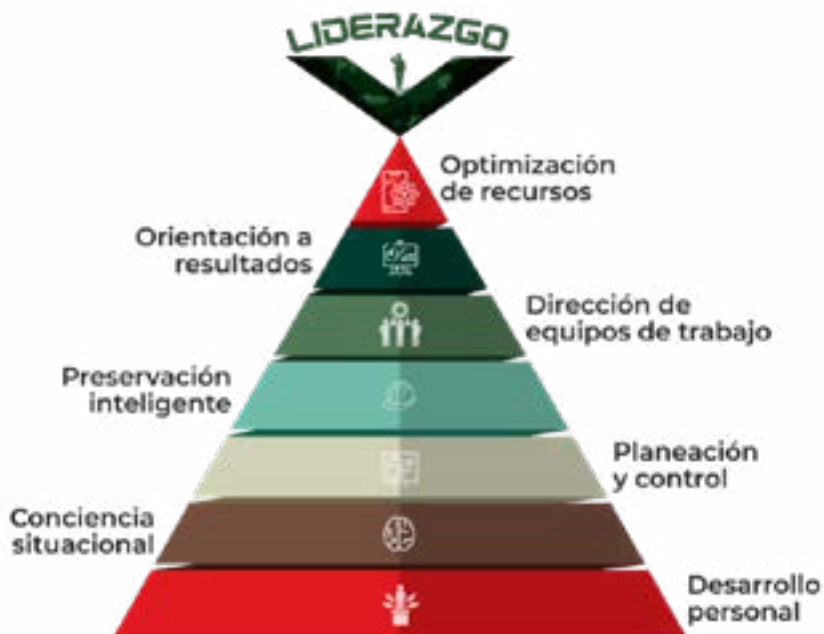 LIDERAZGO
Optimización
de recursos
Orientación a
resultados
Dirección de
equipos de trabajo
Preservación
inteligente
Planeación
y control
Conciencia
situacional
Desarrollo
personal